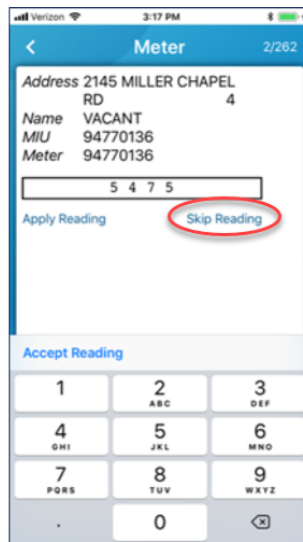 Verizon 3:17 PM
Meter 2/262
Address 2145 MILLER CHAPEL
RD 4
Name VACANT
MIU 94770136
Meter 94770136
5 4 7 5
Apply Reading Skip Reading
Accept Reading
1 2 3
ABC DEF
4 5 6
GHI JKL MNO
7 8 9
PQRS TUV WXYZ
. 0